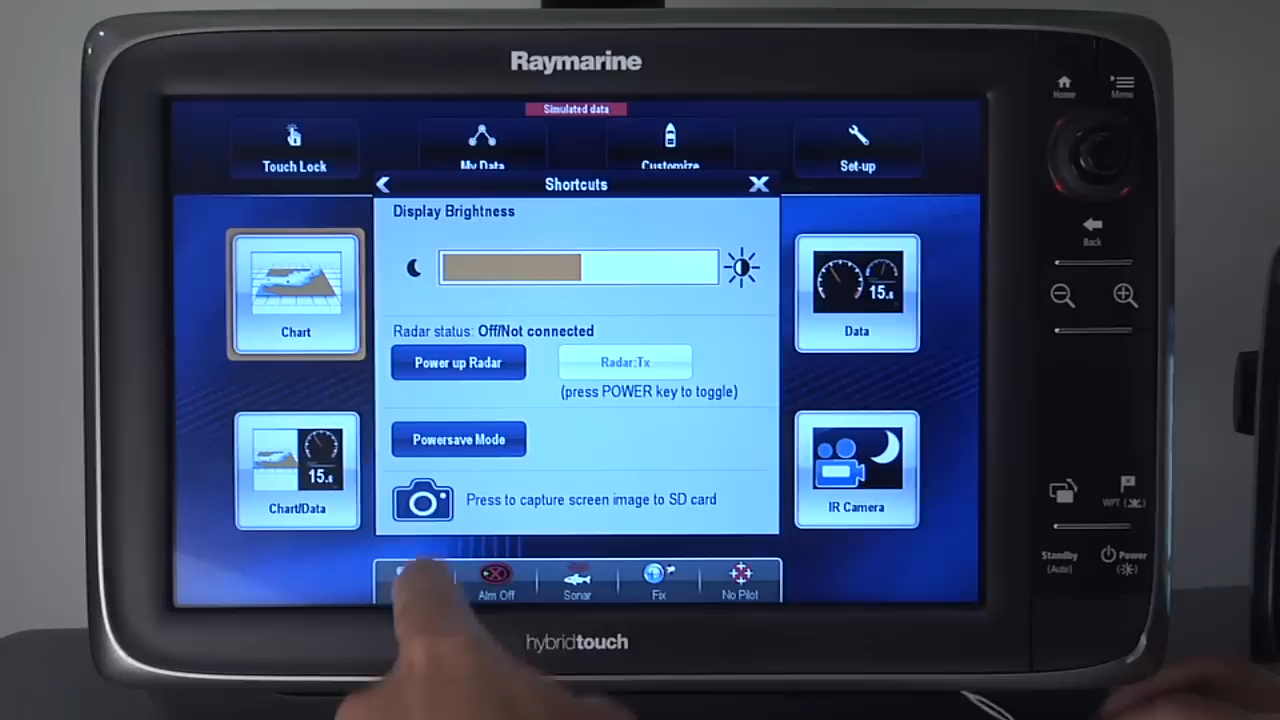 Raymarine
Simulated data
Home
Menu
Touch Lock
My Data
Customize
Set-up
Shortcuts
Display Brightness
Radar status: Off/Not connected
Power up Radar
Radar:Tx
(press POWER key to toggle)
Powersave Mode
Press to capture screen image to SD card
Chart
Chart/Data
15.8
15.8
Data
IR Camera
Back
WPT
Standby
(Auto)
Power
Alm Off
Sonar
Fix
No Pilot
hybridtouch